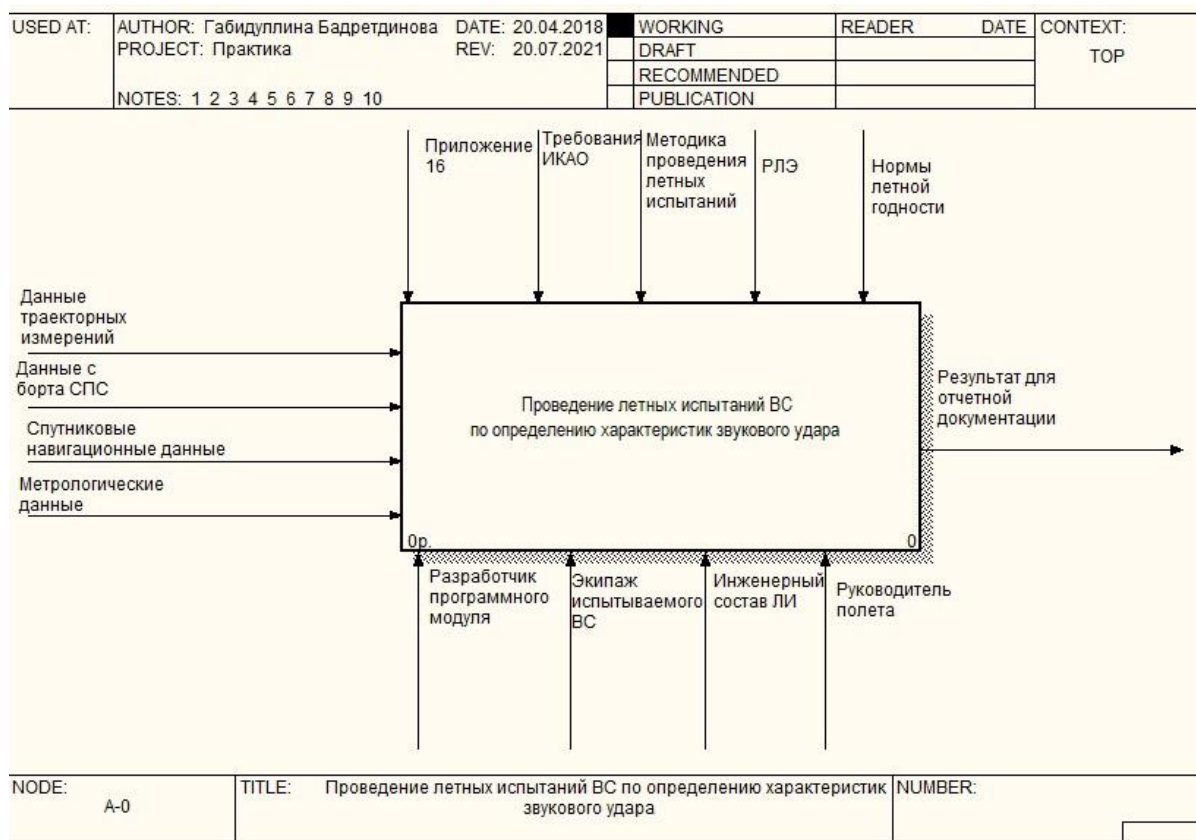 USED AT:
AUTHOR: Габидуллина Бадретдинова
DATE: 20.04.2018
PROJECT: Практика
REV: 20.07.2021
NOTES: 1 2 3 4 5 6 7 8 9 10
WORKING
DRAFT
RECOMMENDED
PUBLICATION
READER
DATE
CONTEXT:
TOP
Приложение
16
Требования
ИКАО
Методика
проведения
летных
испытаний
РЛЭ
Нормы
летной
годности
Данные
траекторных
измерений
Данные с
борта СПС
Спутниковые
навигационные данные
Метрологические
данные
Проведение летных испытаний ВС
по определению характеристик звукового удара
0р.
0
Результат для
отчетной
документации
Разработчик
программного
модуля
Экипаж
испытываемого
ВС
Инженерный
состав ЛИ
Руководитель
полета
NODE:
A-0
TITLE:
Проведение летных испытаний ВС по определению характеристик
звукового удара
NUMBER: